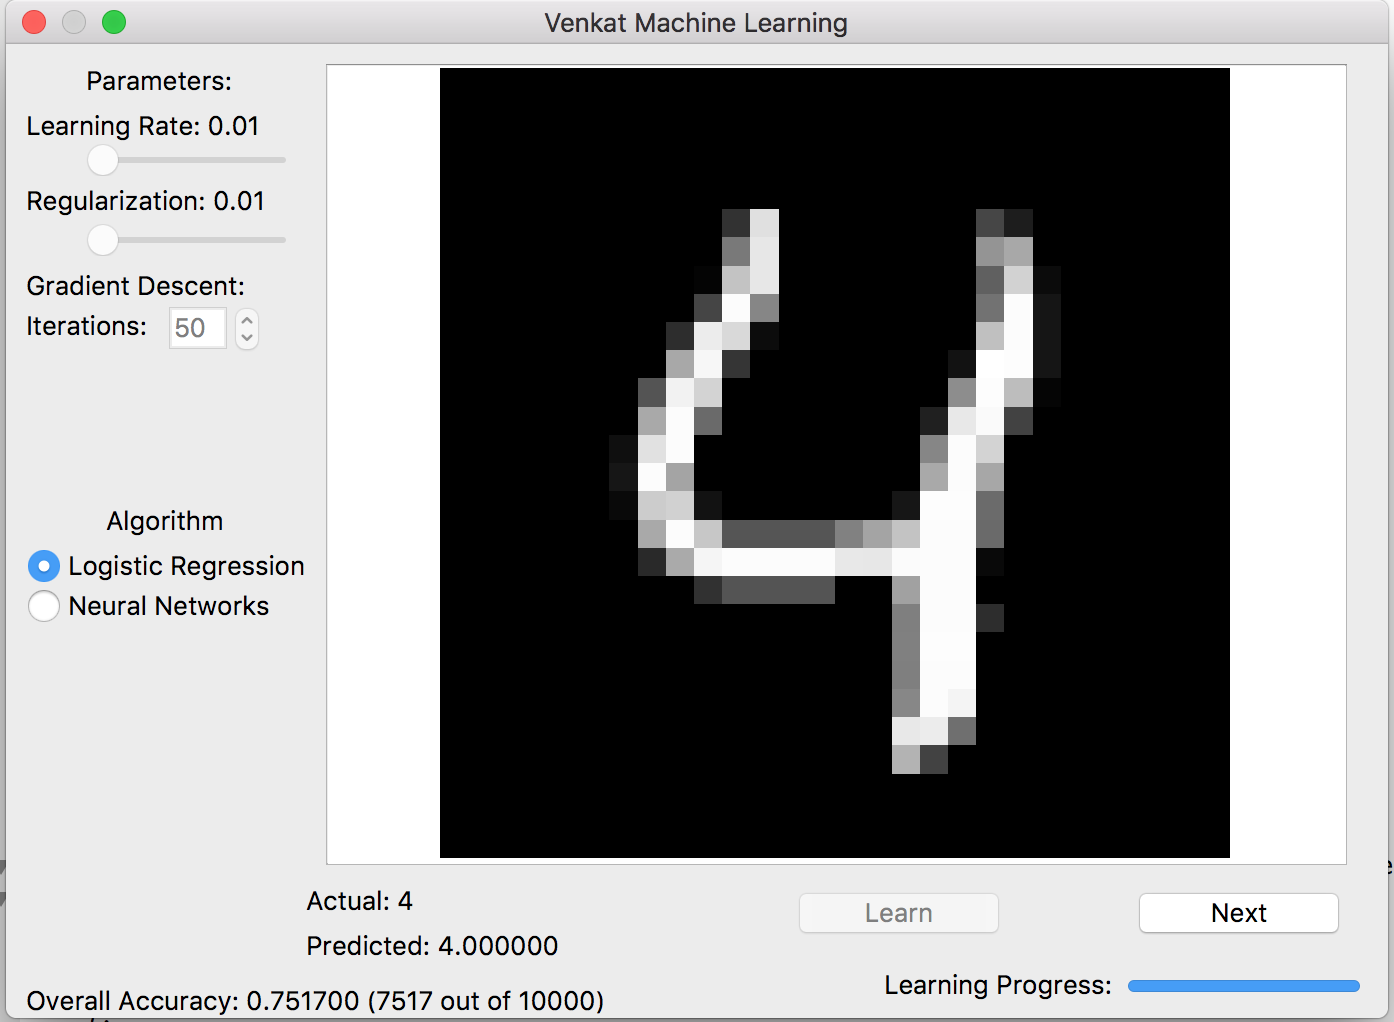 Venkat Machine Learning
Parameters:
Learning Rate: 0.01
Regularization: 0.01
Gradient Descent:
Iterations: 50
Algorithm
Logistic Regression
Neural Networks
4
Actual: 4
Learn
Next
Predicted: 4.000000
Learning Progress:
Overall Accuracy: 0.751700 (7517 out of 10000)